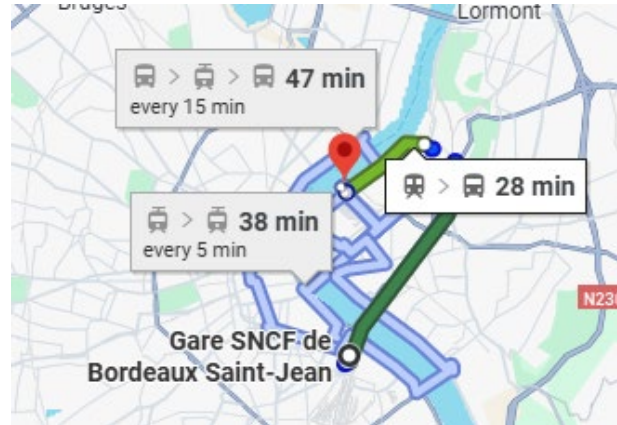 Bruges
Lormont
> > 47 min
every 15 min
> 28 min
> 38 min
every 5 min
N230
Gare SNCF de
Bordeaux Saint-Jean